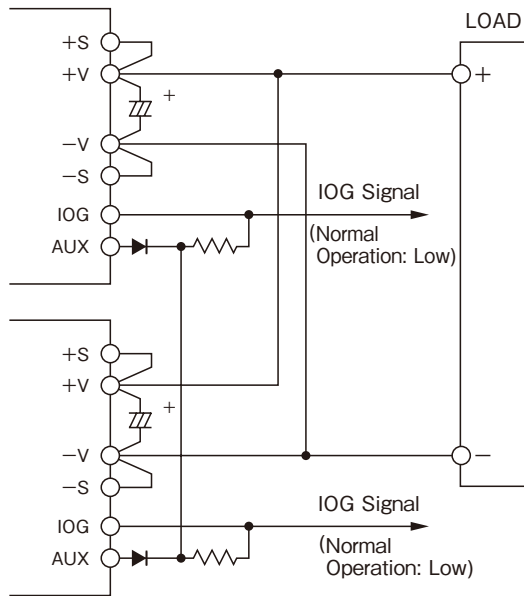 LOAD
+S
+V
+
+
−V
−S
IOG
IOG Signal
AUX
(Normal
Operation: Low)
+S
+V
+
−V
−
−S
IOG
IOG Signal
AUX
(Normal
Operation: Low)